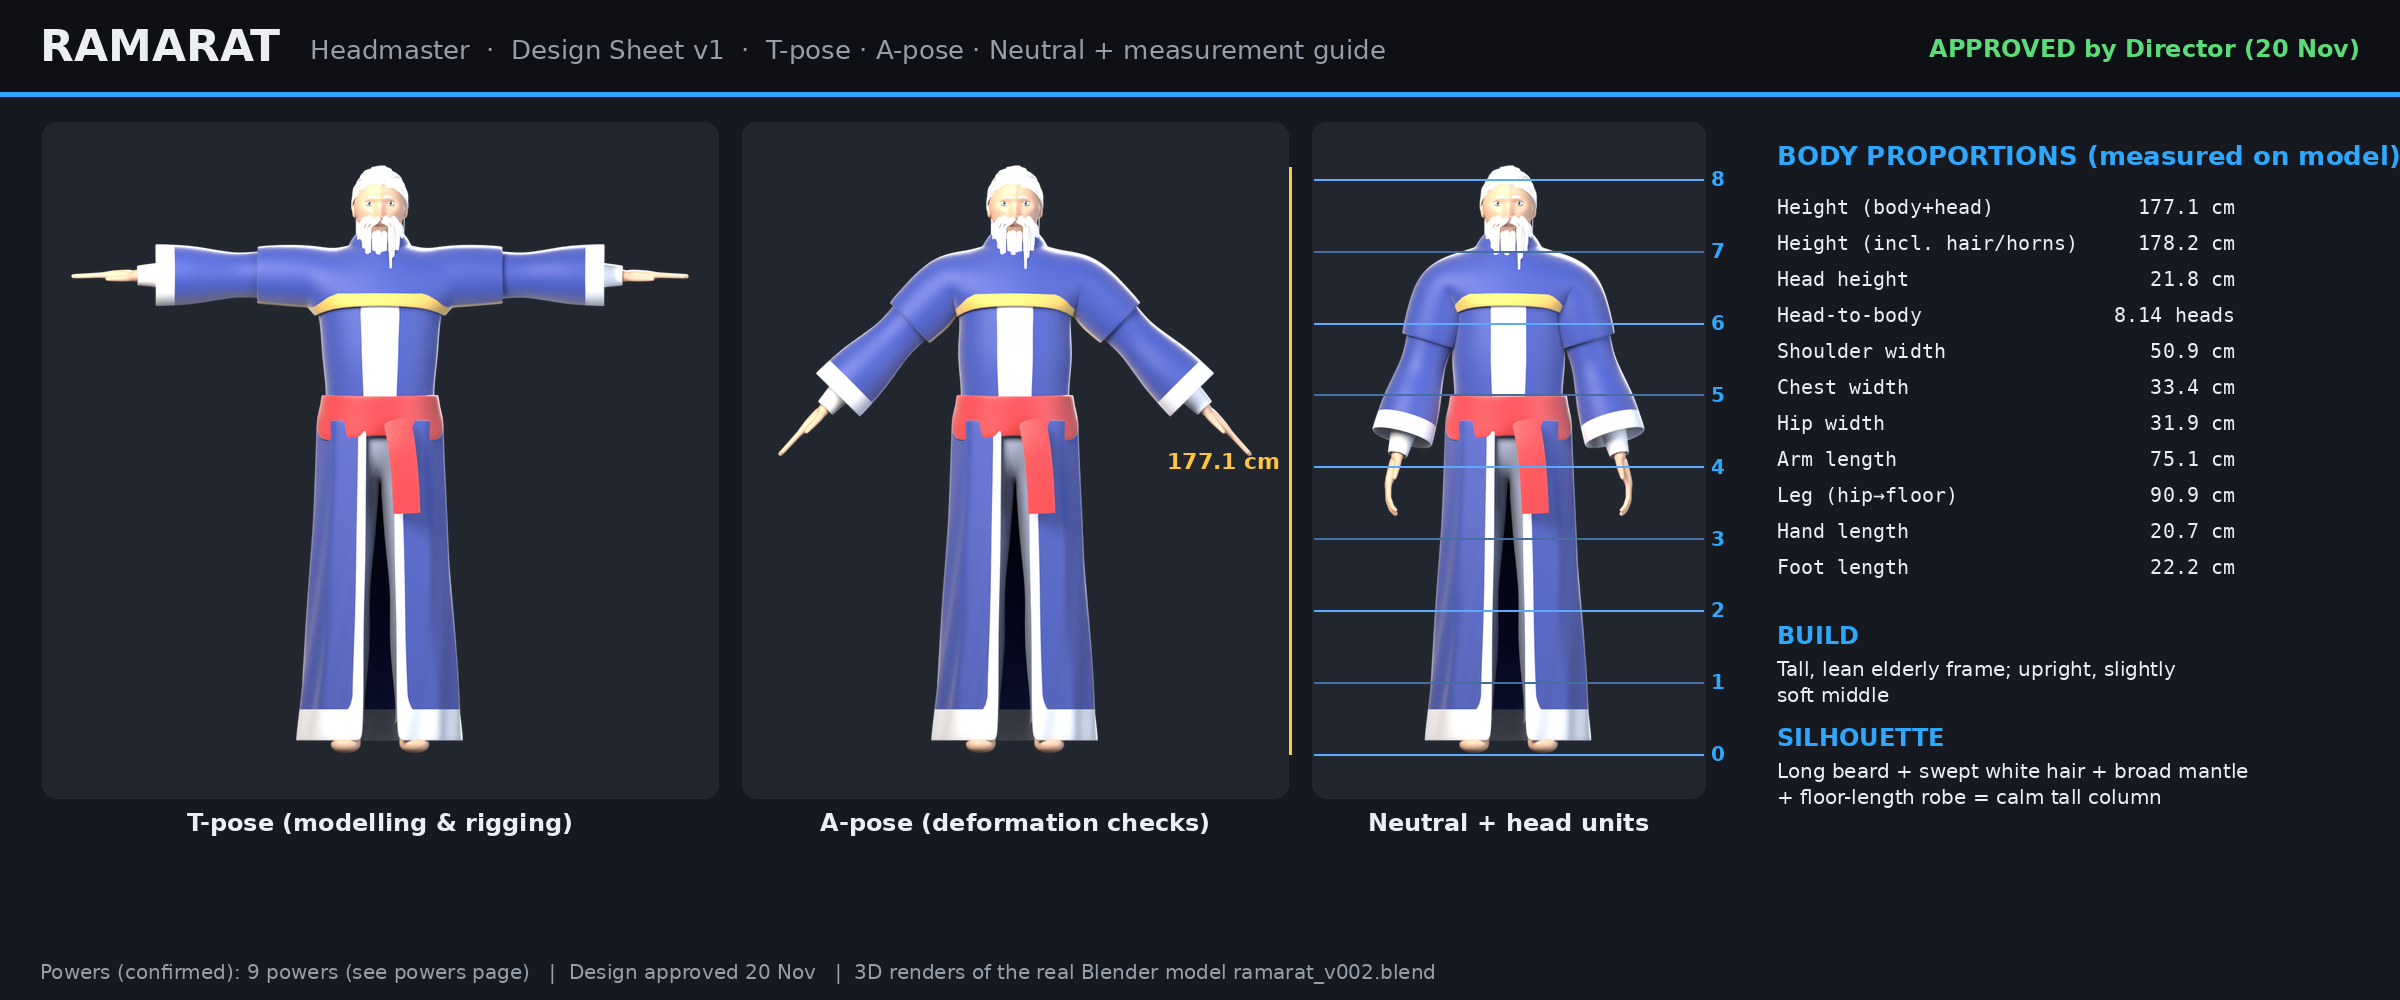 RAMARAT
Headmaster · Design Sheet v1 · T-pose · A-pose · Neutral + measurement guide
APPROVED by Director (20 Nov)
177.1 cm
8
7
6
5
4
3
2
1
0
T-pose (modelling & rigging)
A-pose (deformation checks)
Neutral + head units
BODY PROPORTIONS (measured on model)
Height (body+head) 177.1 cm
Height (incl. hair/horns) 178.2 cm
Head height 21.8 cm
Head-to-body 8.14 heads
Shoulder width 50.9 cm
Chest width 33.4 cm
Hip width 31.9 cm
Arm length 75.1 cm
Leg (hip→floor) 90.9 cm
Hand length 20.7 cm
Foot length 22.2 cm
BUILD
Tall, lean elderly frame; upright, slightly
soft middle
SILHOUETTE
Long beard + swept white hair + broad mantle
+ floor-length robe = calm tall column
Powers (confirmed): 9 powers (see powers page) | Design approved 20 Nov | 3D renders of the real Blender model ramarat_v002.blend